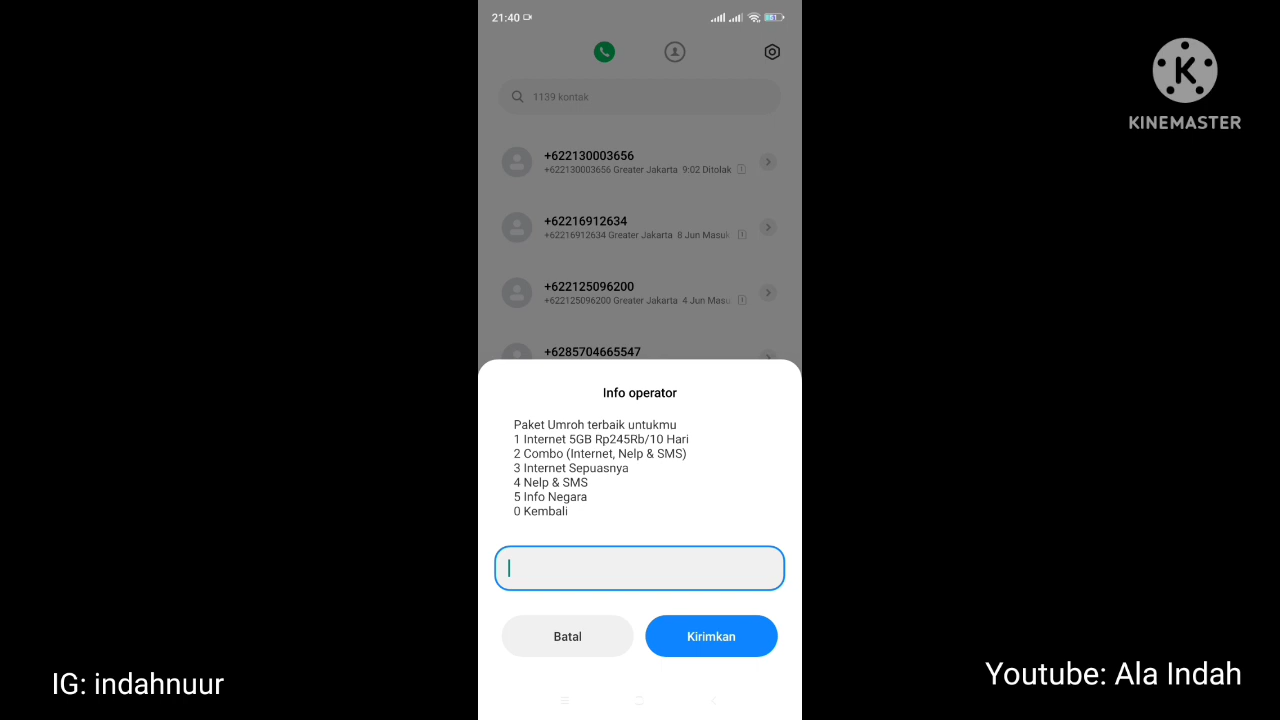 21:40
51
KINEMASTER
1139 kontak
+622130003656
+622130003656 Greater Jakarta 9:02 Ditolak
+62216912634
+62216912634 Greater Jakarta 8 Jun Masuk
+622125096200
+622125096200 Greater Jakarta 4 Jun Masu
+6285704665547
Info operator
Paket Umroh terbaik untukmu
1 Internet 5GB Rp245Rb/10 Hari
2 Combo (Internet, Nelp & SMS)
3 Internet Sepuasnya
4 Nelp & SMS
5 Info Negara
0 Kembali
Batal
Kirimkan
IG: indahnuur
Youtube: Ala Indah